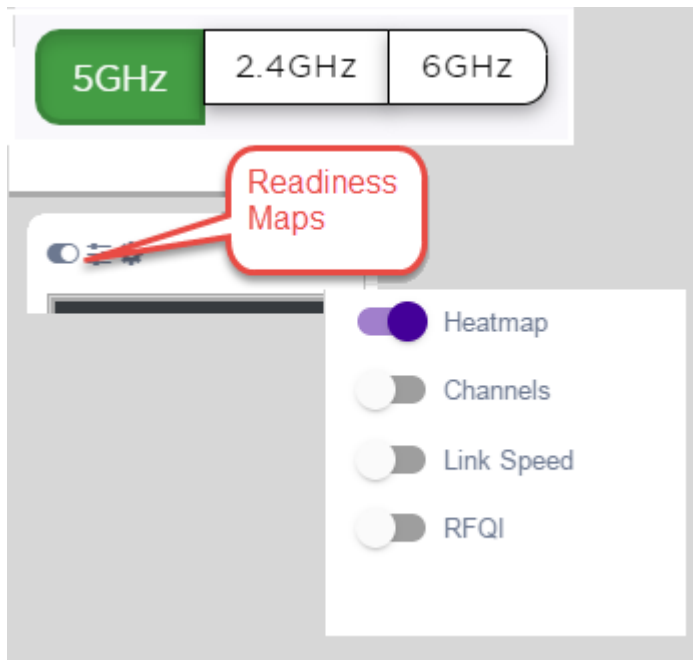 5GHz 2.4GHz 6GHz
Readiness
Maps
Heatmap
Channels
Link Speed
RFQI